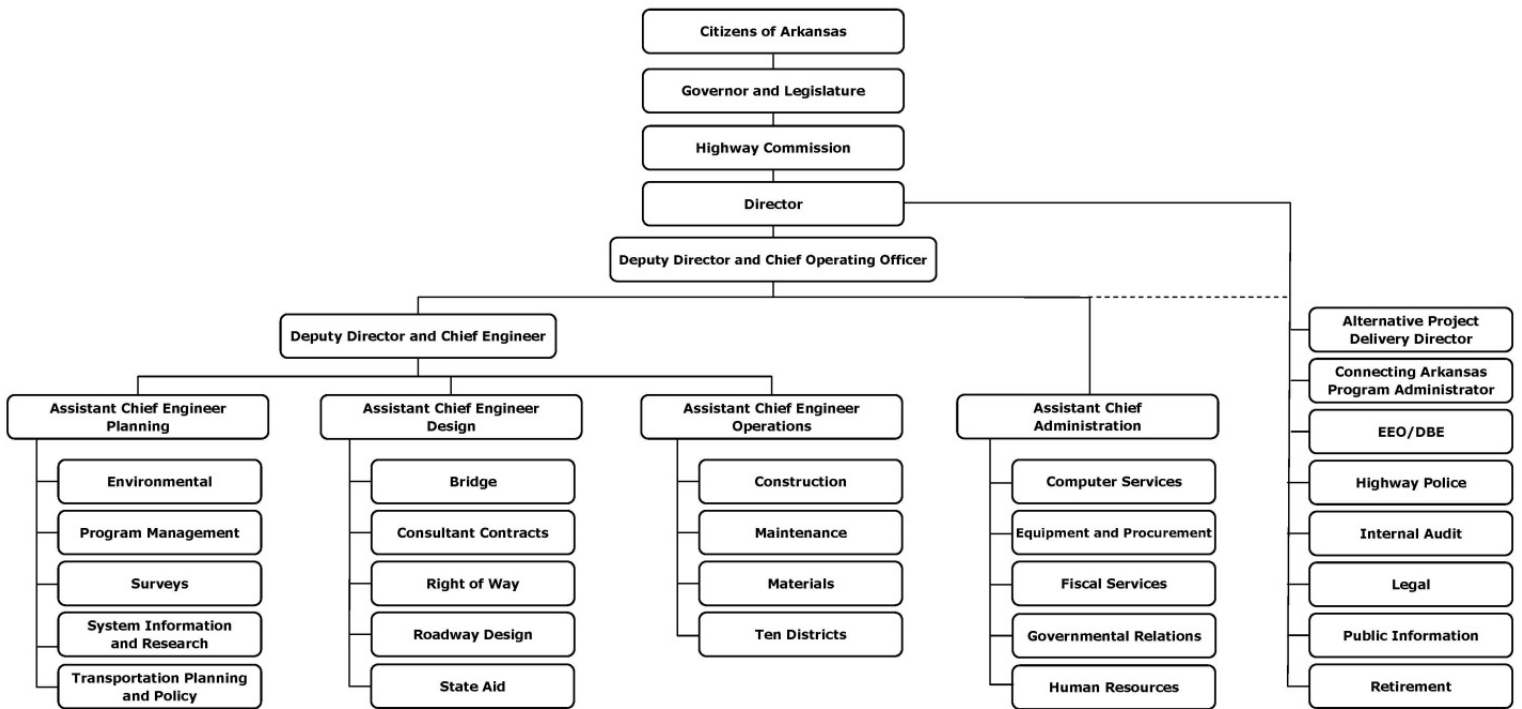 Citizens of Arkansas
Governor and Legislature
Highway Commission
Director
Deputy Director and Chief Operating Officer
Deputy Director and Chief Engineer
Assistant Chief Engineer
Planning
Environmental
Program Management
Surveys
System Information
and Research
Transportation Planning
and Policy
Assistant Chief Engineer
Design
Bridge
Consultant Contracts
Right of Way
Roadway Design
State Aid
Assistant Chief Engineer
Operations
Construction
Maintenance
Materials
Ten Districts
Assistant Chief
Administration
Computer Services
Equipment and Procurement
Fiscal Services
Governmental Relations
Human Resources
Alternative Project
Delivery Director
Connecting Arkansas
Program Administrator
EEO/DBE
Highway Police
Internal Audit
Legal
Public Information
Retirement